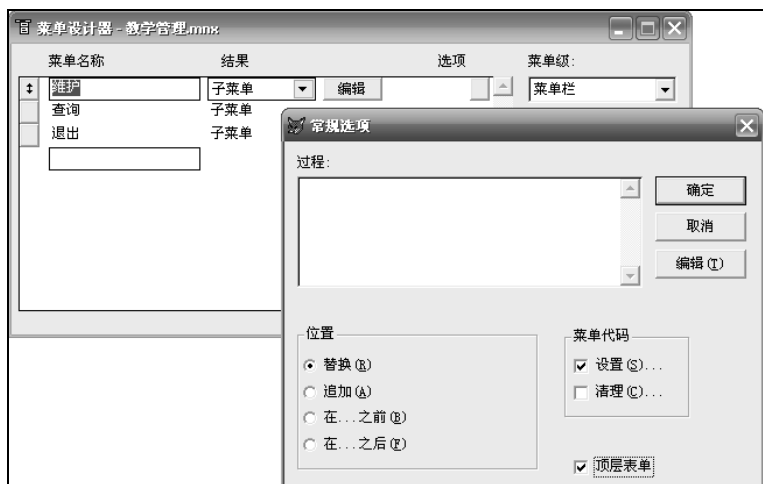 菜单设计器 - 教学管理.mnx
菜单名称 结果 选项 菜单级:
维护 子菜单 编辑 菜单栏
查询 子菜单
退出 子菜单
常规选项
过程:
确定
取消
编辑(T)
位置
替换(R)
追加(A)
在...之前(B)
在...之后(F)
菜单代码
设置(S)...
清理(C)...
顶层表单